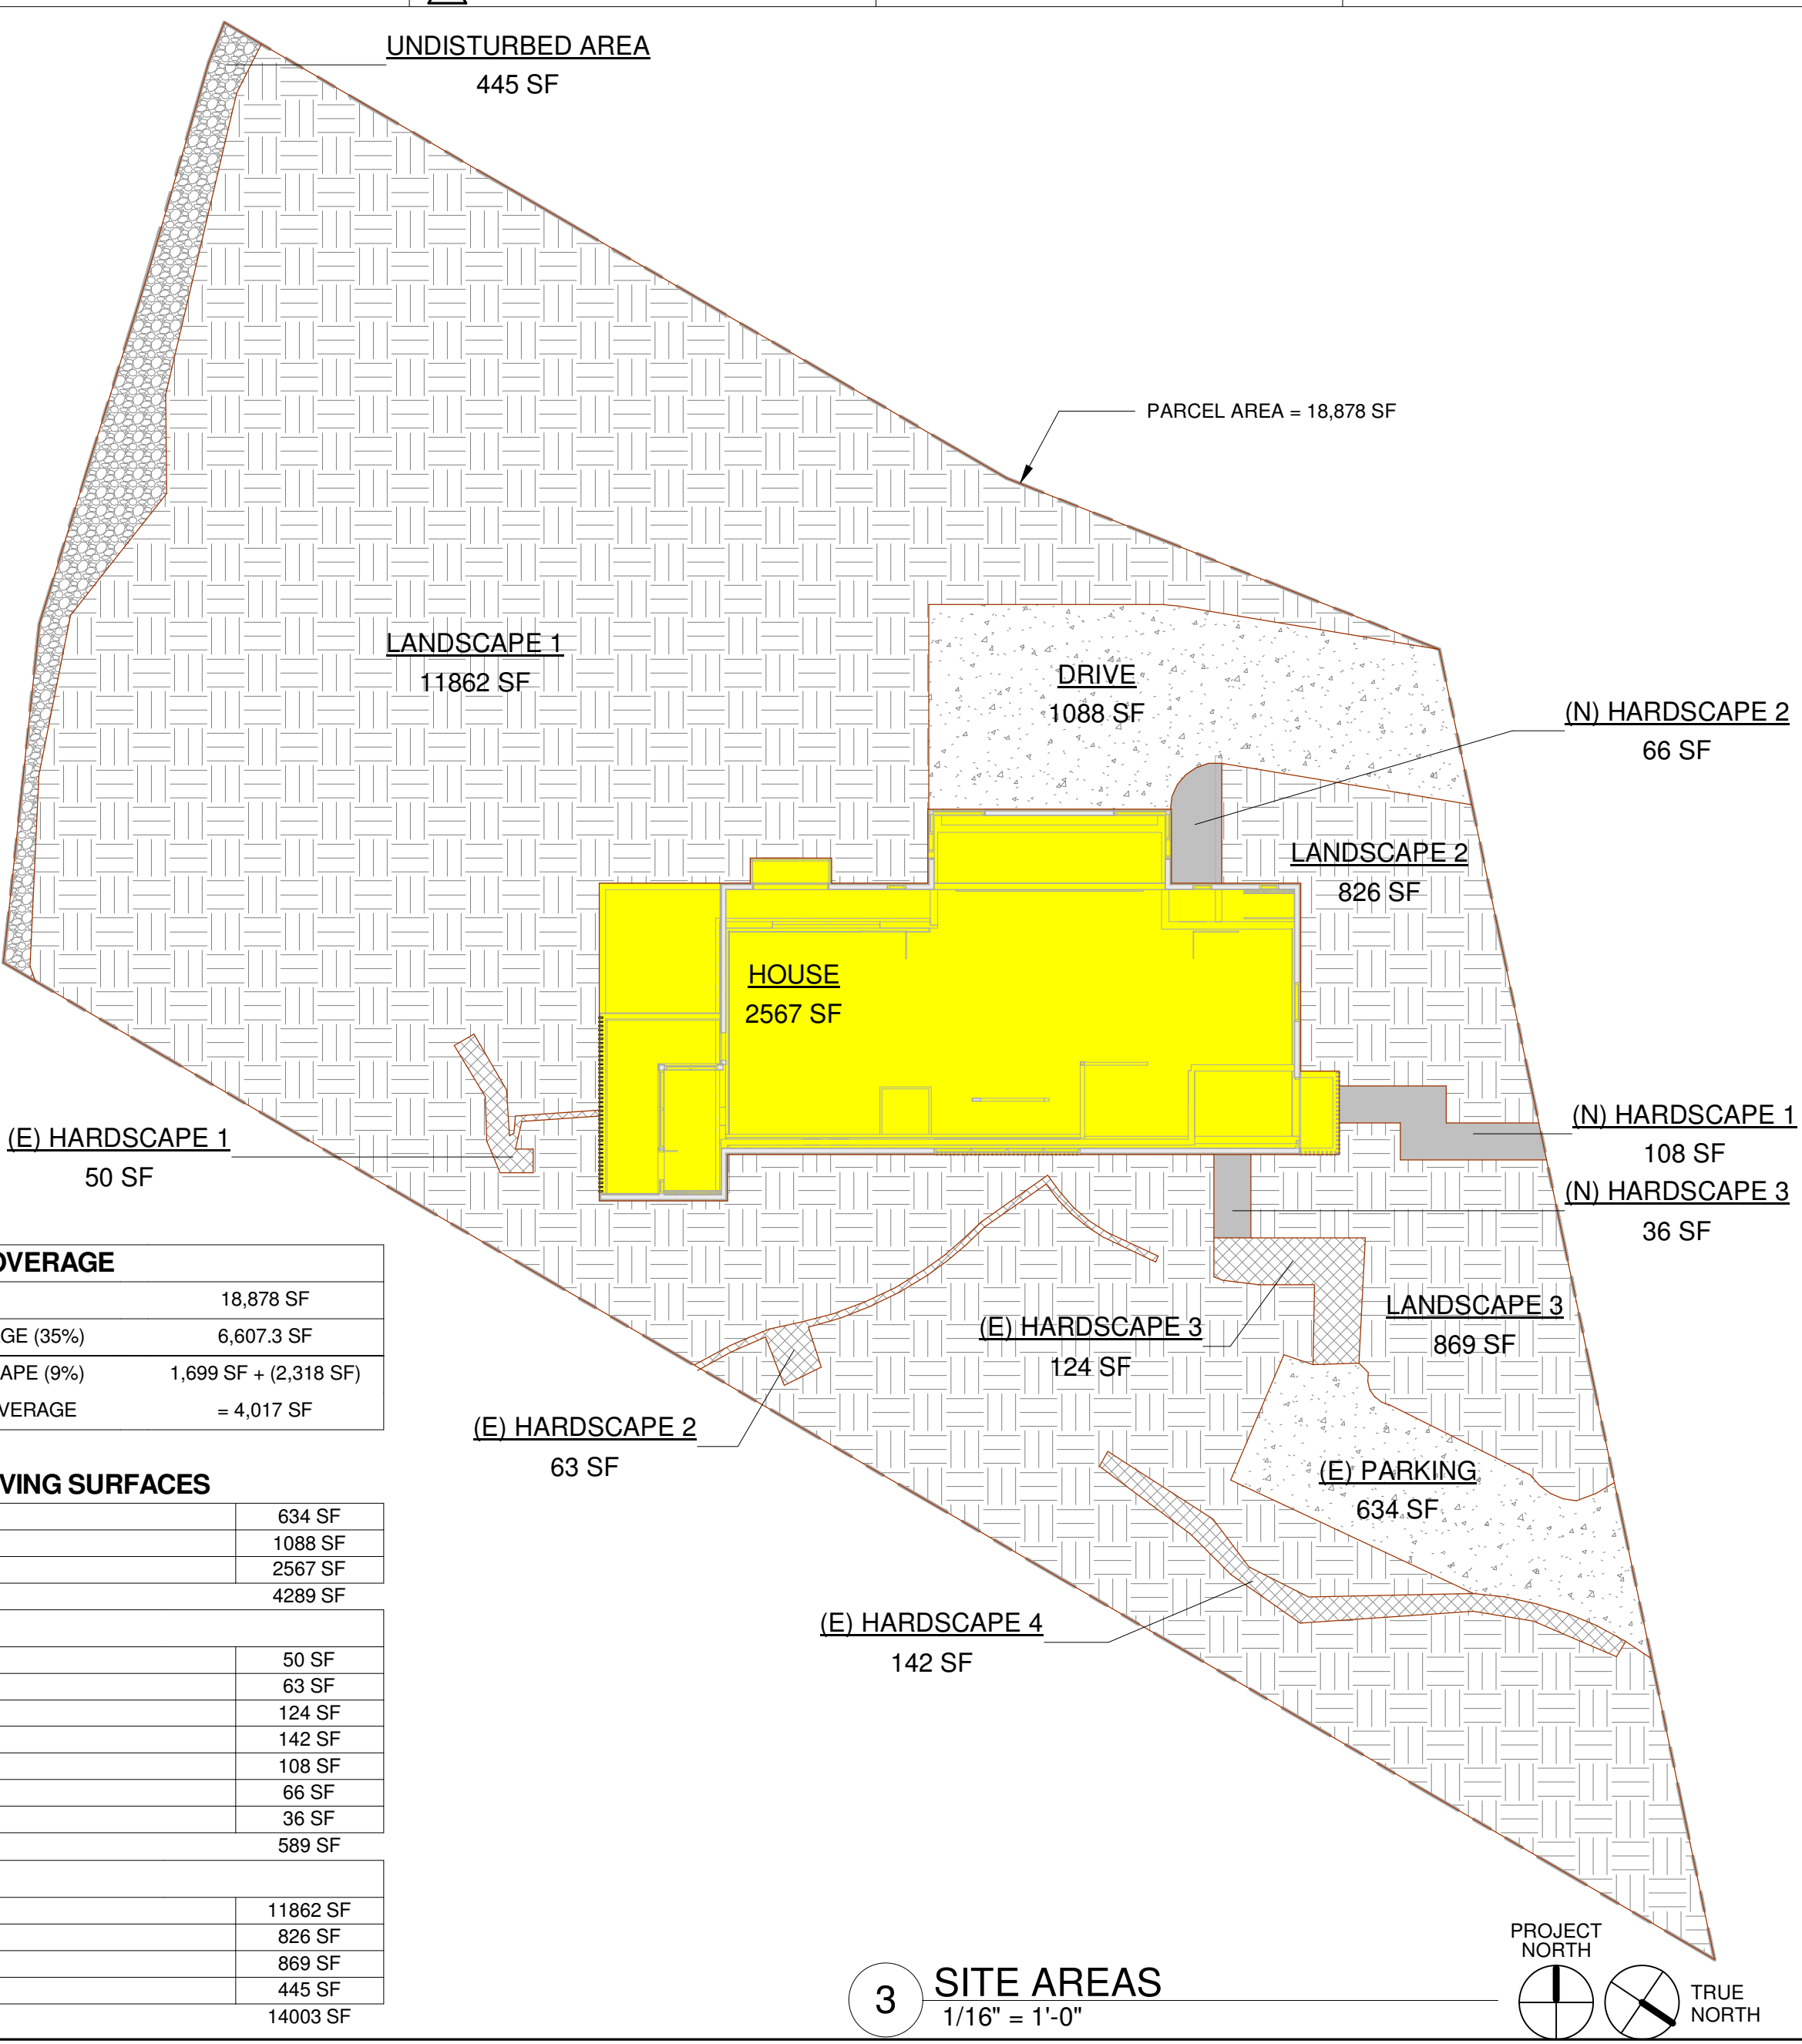 UNDISTURBED AREA
445 SF
PARCEL AREA = 18,878 SF
LANDSCAPE 1
11862 SF
DRIVE
1088 SF
(N) HARDSCAPE 2
66 SF
LANDSCAPE 2
826 SF
HOUSE
2567 SF
(E) HARDSCAPE 1
50 SF
(N) HARDSCAPE 1
108 SF
(N) HARDSCAPE 3
36 SF
(E) HARDSCAPE 3
124 SF
LANDSCAPE 3
869 SF
(E) HARDSCAPE 2
63 SF
(E) PARKING
634 SF
(E) HARDSCAPE 4
142 SF
OVERAGE
18,878 SF
GE (35%) 6,607.3 SF
APE (9%) 1,699 SF + (2,318 SF)
VERAGE = 4,017 SF
VING SURFACES
634 SF
1088 SF
2567 SF
4289 SF
50 SF
63 SF
124 SF
142 SF
108 SF
66 SF
36 SF
589 SF
11862 SF
826 SF
869 SF
445 SF
14003 SF
3 SITE AREAS
1/16" = 1'-0"
PROJECT
NORTH
TRUE
NORTH